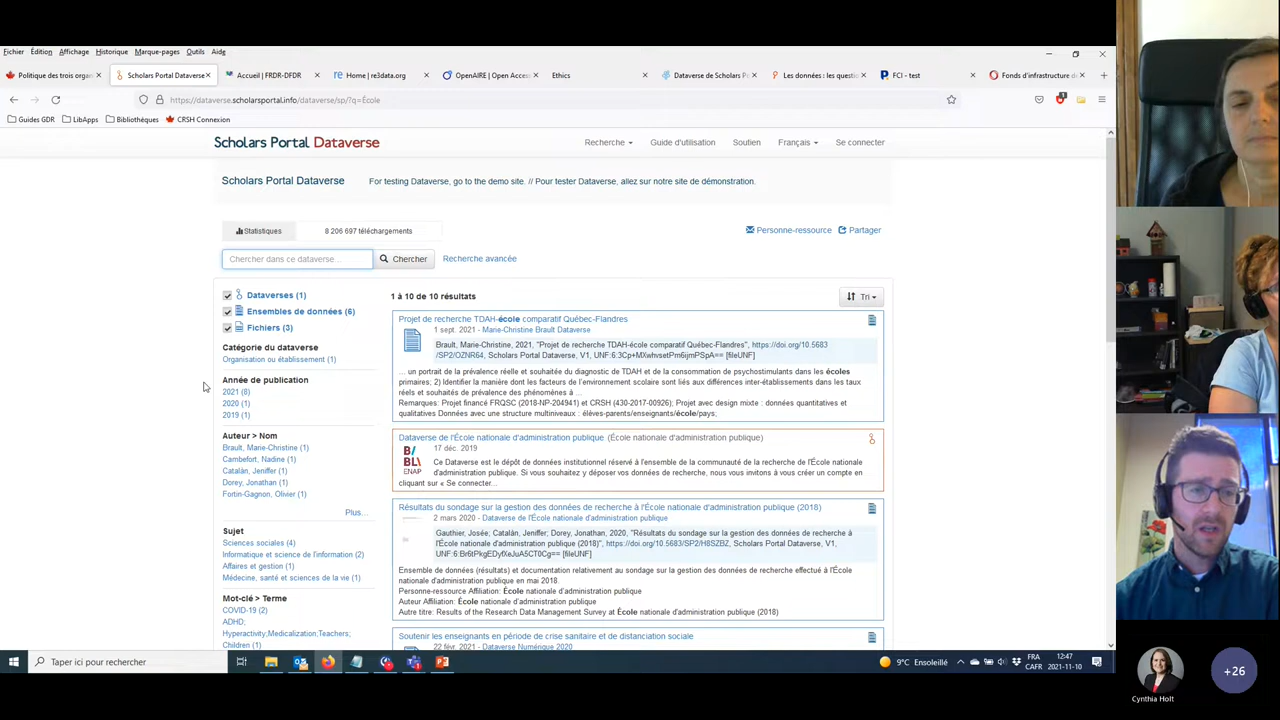 Fichier Édition Affichage Historique Marque-pages Outils Aide
Politique des trois organ
Scholars Portal Dataverse
Accueil | FRDR-DFDR
Home | re3data.org
OpenAIRE | Open Access
Ethics
Dataverse de Scholars Po
Les données : les questio
FCI - test
Fonds d'infrastructure de
https://dataverse.scholarsportal.info/dataverse/sp/?q=École
Guides GDR LibApps Bibliothèques CRSH Connexion
Scholars Portal Dataverse
Recherche Guide d'utilisation Soutien Français Se connecter
Scholars Portal Dataverse For testing Dataverse, go to the demo site. // Pour tester Dataverse, allez sur notre site de démonstration.
Statistiques 8 206 697 téléchargements
Personne-ressource Partager
Chercher dans ce dataverse... Chercher Recherche avancée
Dataverses (1)
Ensembles de données (6)
Fichiers (3)
Catégorie du dataverse
Organisation ou établissement (1)
Année de publication
2021 (8)
2020 (1)
2019 (1)
Auteur > Nom
Brault, Marie-Christine (1)
Cambefort, Nadine (1)
Catalán, Jeniffer (1)
Dorey, Jonathan (1)
Fortin-Gagnon, Olivier (1)
Plus...
Sujet
Sciences sociales (4)
Informatique et science de l'information (2)
Affaires et gestion (1)
Médecine, santé et sciences de la vie (1)
Mot-clé > Terme
COVID-19 (2)
ADHD;
Hyperactivity;Medicalization;Teachers;
Children (1)
1 à 10 de 10 résultats
Tri
Projet de recherche TDAH-école comparatif Québec-Flandres
1 sept. 2021 - Marie-Christine Brault Dataverse
Brault, Marie-Christine, 2021, "Projet de recherche TDAH-école comparatif Québec-Flandres", https://doi.org/10.5683
/SP2/OZNR64, Scholars Portal Dataverse, V1, UNF:6:3Cp+MXwhvsetPm6ijmPSpA== [fileUNF]
... un portrait de la prévalence réelle et souhaitée du diagnostic de TDAH et de la consommation de psychostimulants dans les écoles
primaires; 2) Identifier la manière dont les facteurs de l'environnement scolaire sont liés aux différences inter-établissements dans les taux
réels et souhaités de prévalence des phénomènes à ...
Remarques: Projet financé FRQSC (2018-NP-204941) et CRSH (430-2017-00926); Projet avec design mixte : données quantitatives et
qualitatives Données avec une structure multiniveaux : élèves-parents/enseignants/école/pays;
Dataverse de l'École nationale d'administration publique (École nationale d'administration publique)
17 déc. 2019
BI/
BL\
ENAP
Ce Dataverse est le dépôt de données institutionnel réservé à l'ensemble de la communauté de la recherche de l'École nationale
d'administration publique. Si vous souhaitez y déposer vos données de recherche, nous vous invitons à vous créer un compte en
cliquant sur « Se connecter...
Résultats du sondage sur la gestion des données de recherche à l'École nationale d'administration publique (2018)
2 mars 2020 - Dataverse de l'École nationale d'administration publique
Gauthier, Josée; Catalán, Jeniffer; Dorey, Jonathan, 2020, "Résultats du sondage sur la gestion des données de recherche à
l'École nationale d'administration publique (2018)", https://doi.org/10.5683/SP2/H8SZBZ, Scholars Portal Dataverse, V1,
UNF:6:Br6tPkgEDyfXeJuA5CT0Cg== [fileUNF]
Ensemble de données (résultats) et documentation relativement au sondage sur la gestion des données de recherche effectué à l'École
nationale d'administration publique en mai 2018.
Personne-ressource Affiliation: École nationale d'administration publique
Auteur Affiliation: École nationale d'administration publique
Autre titre: Results of the Research Data Management Survey at École nationale d'administration publique (2018)
Soutenir les enseignants en période de crise sanitaire et de distanciation sociale
22 févr. 2021 - Dataverse Numérique 2020
Taper ici pour rechercher
9°C Ensoleillé
FRA
CAFR
12:47
2021-11-10
+26
Cynthia Holt